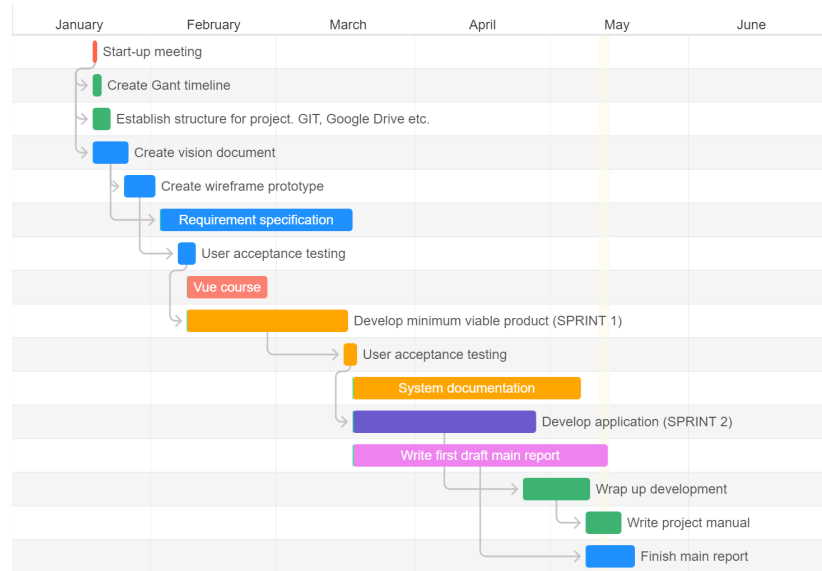 January February March April May June
Start-up meeting
Create Gant timeline
Establish structure for project. GIT, Google Drive etc.
Create vision document
Create wireframe prototype
Requirement specification
User acceptance testing
Vue course
Develop minimum viable product (SPRINT 1)
User acceptance testing
System documentation
Develop application (SPRINT 2)
Write first draft main report
Wrap up development
Write project manual
Finish main report